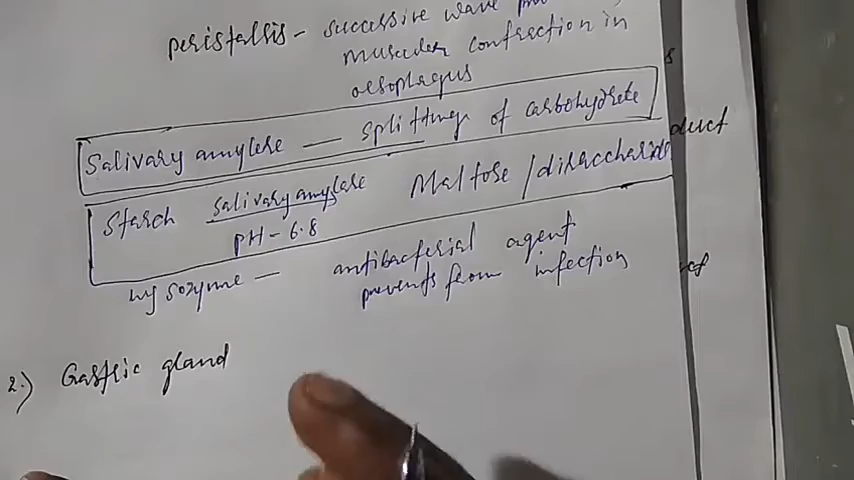 peristalsis - successive wave
muscular contraction in
oesophagus
Salivary amylase — splitting of carbohydrate
duct
Starch salivary amylase Maltose / disaccharide
PH - 6.8
lysozyme — antibacterial agent
prevents from infection
2.) Gastric gland